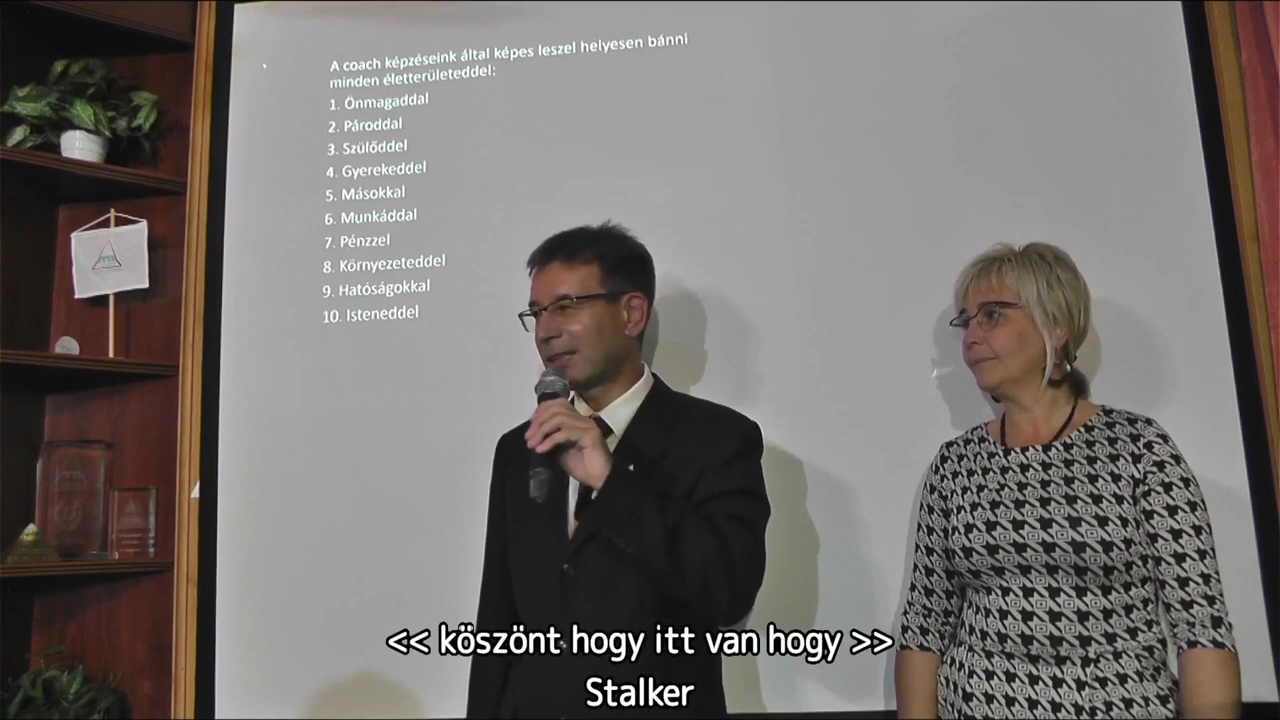 A coach képzéseink által képes leszel helyesen bánni
minden életterületeddel:
1. Önmagaddal
2. Pároddal
3. Szülőddel
4. Gyerekeddel
5. Másokkal
6. Munkáddal
7. Pénzzel
8. Környezeteddel
9. Hatóságokkal
10. Isteneddel
<< köszönt hogy itt van hogy >>
Stalker